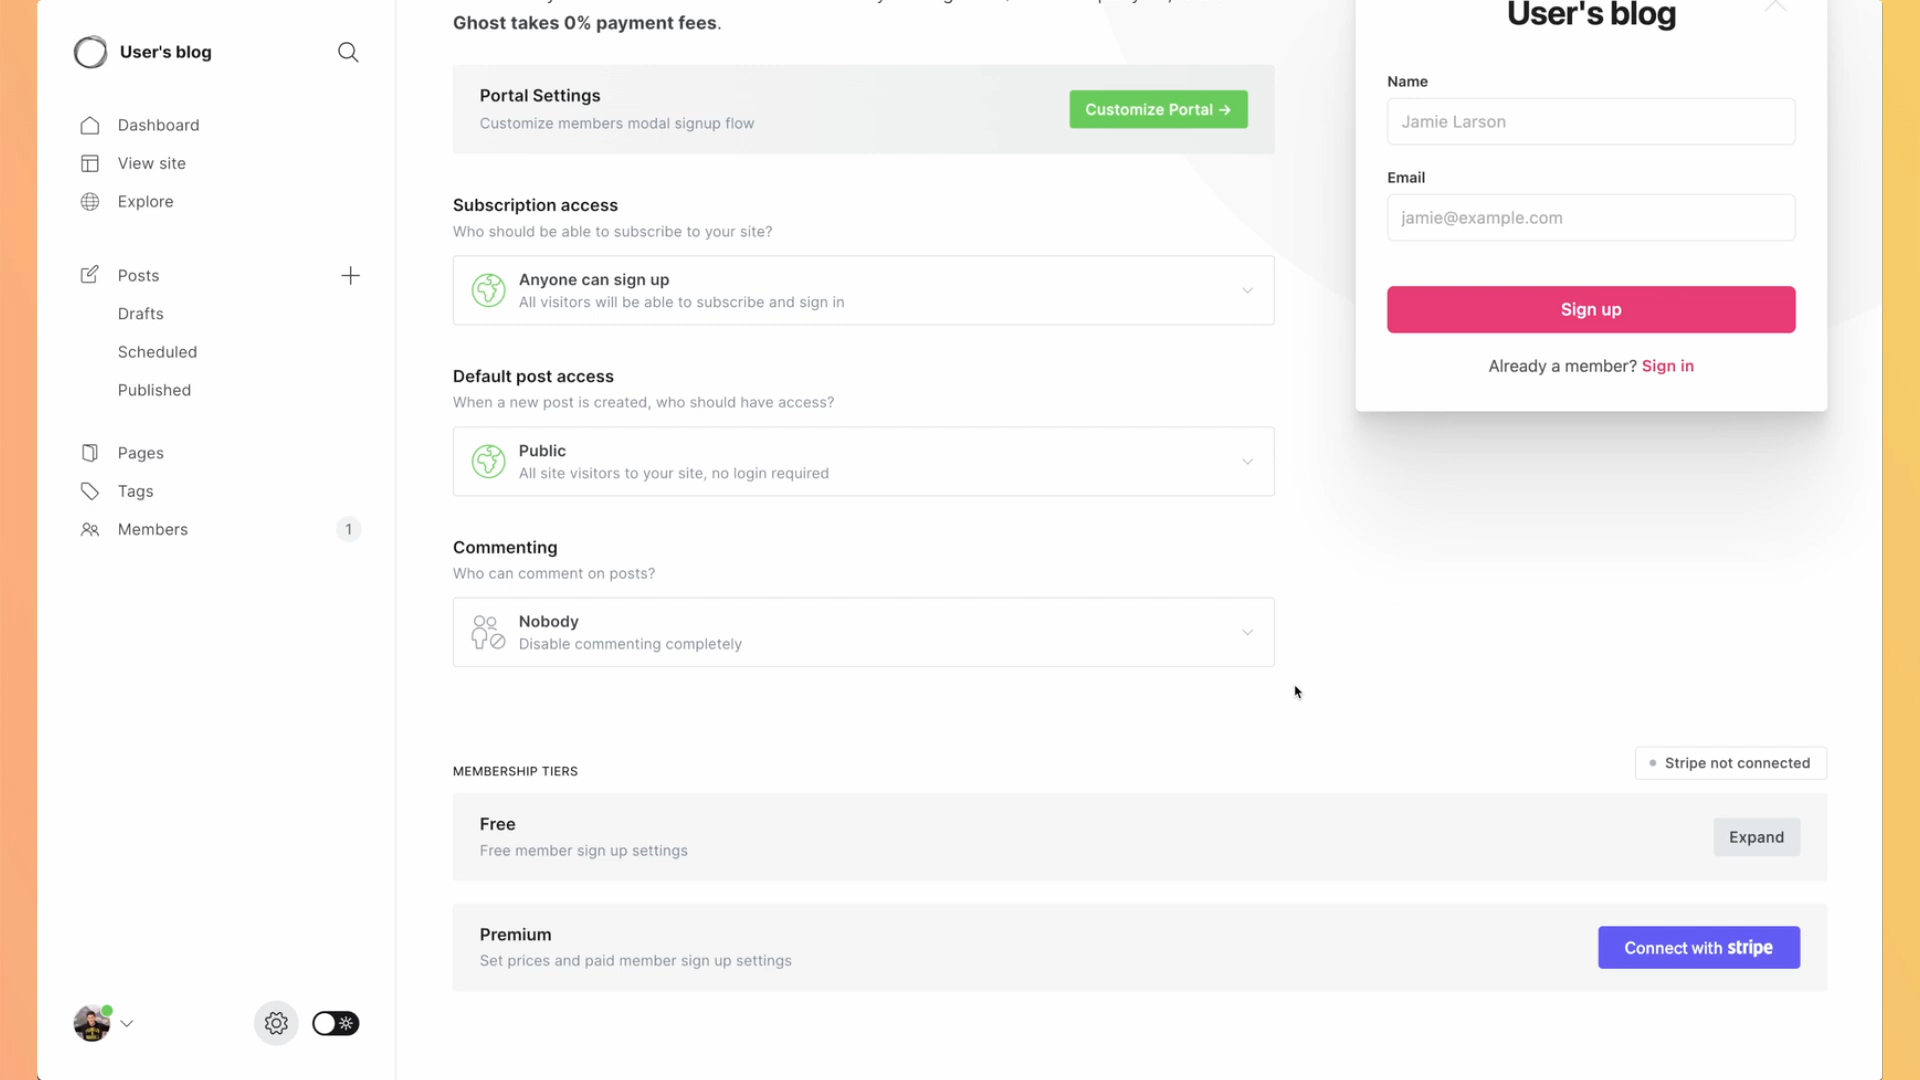 User's blog
Dashboard
View site
Explore
Posts
Drafts
Scheduled
Published
Pages
Tags
Members
1
Ghost takes 0% payment fees.
Portal Settings
Customize members modal signup flow
Customize Portal →
Subscription access
Who should be able to subscribe to your site?
Anyone can sign up
All visitors will be able to subscribe and sign in
Default post access
When a new post is created, who should have access?
Public
All site visitors to your site, no login required
Commenting
Who can comment on posts?
Nobody
Disable commenting completely
User's blog
Name
Jamie Larson
Email
jamie@example.com
Sign up
Already a member? Sign in
MEMBERSHIP TIERS
Stripe not connected
Free
Free member sign up settings
Expand
Premium
Set prices and paid member sign up settings
Connect with stripe